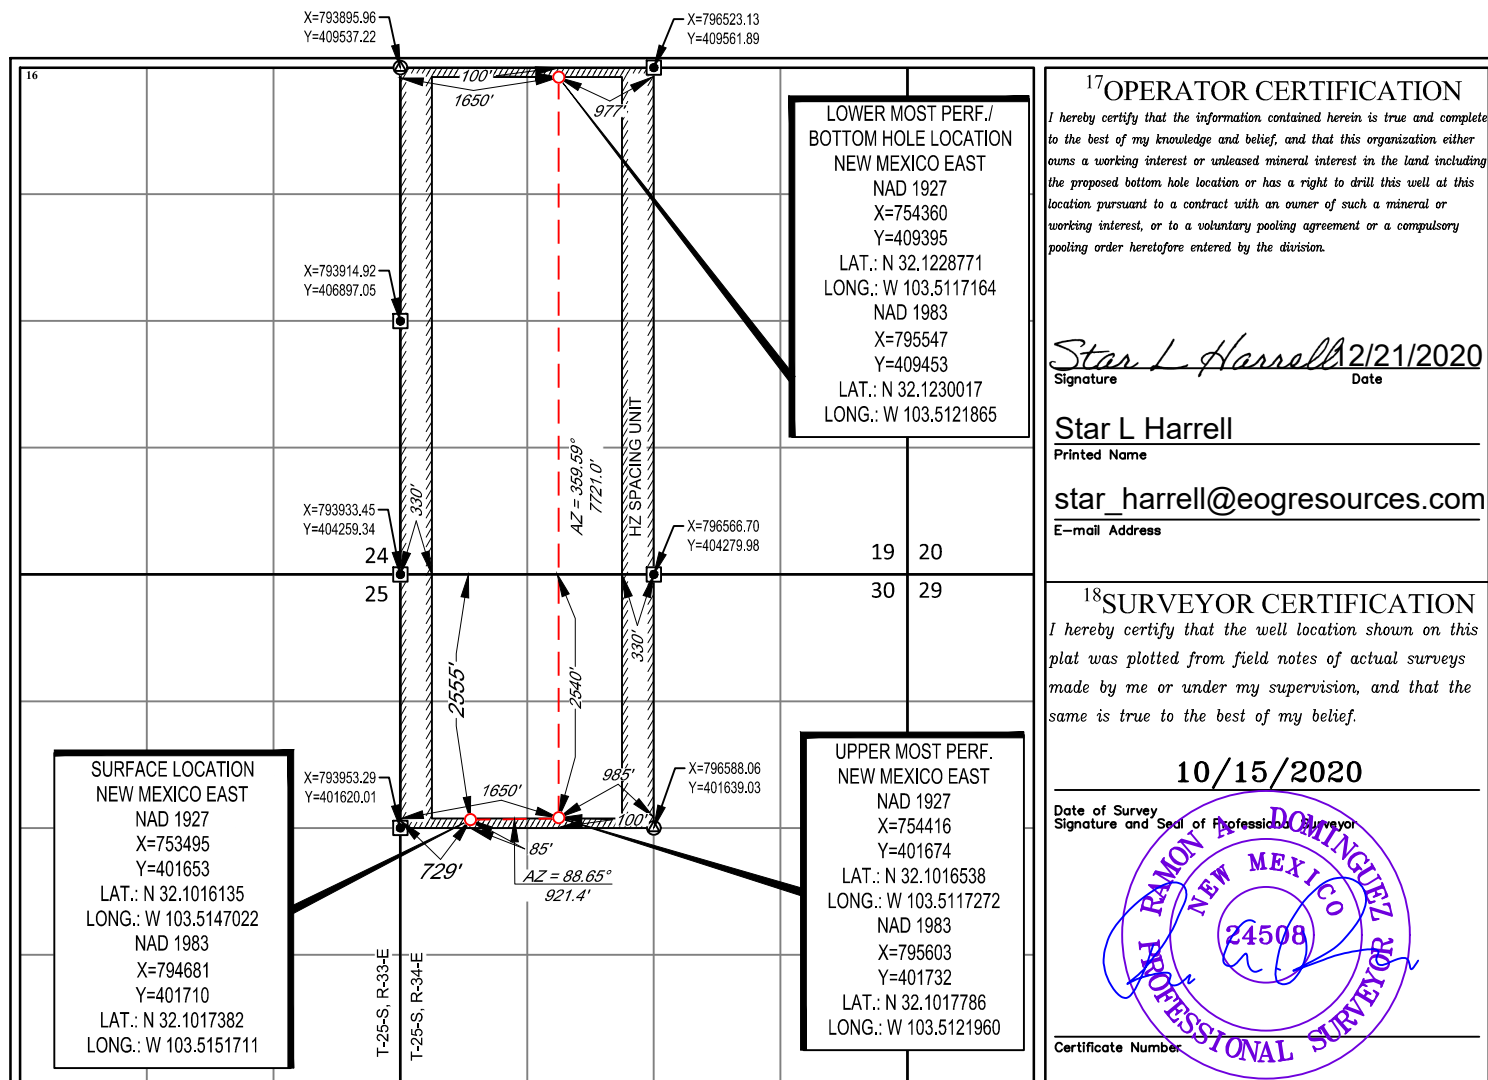 X=793895.96
Y=409537.22
X=796523.13
Y=409561.89
16
100'
1650'
977'
LOWER MOST PERF./
BOTTOM HOLE LOCATION
NEW MEXICO EAST
NAD 1927
X=754360
Y=409395
LAT.: N 32.1228771
LONG.: W 103.5117164
NAD 1983
X=795547
Y=409453
LAT.: N 32.1230017
LONG.: W 103.5121865
X=793914.92
Y=406897.05
AZ = 359.59°
7721.0'
HZ SPACING UNIT
330'
X=793933.45
Y=404259.34
X=796566.70
Y=404279.98
24
19
20
25
30
29
2555'
2540'
330'
X=793953.29
Y=401620.01
1650'
985'
X=796588.06
Y=401639.03
100'
85'
729'
AZ = 88.65°
921.4'
SURFACE LOCATION
NEW MEXICO EAST
NAD 1927
X=753495
Y=401653
LAT.: N 32.1016135
LONG.: W 103.5147022
NAD 1983
X=794681
Y=401710
LAT.: N 32.1017382
LONG.: W 103.5151711
T-25-S, R-33-E
T-25-S, R-34-E
UPPER MOST PERF.
NEW MEXICO EAST
NAD 1927
X=754416
Y=401674
LAT.: N 32.1016538
LONG.: W 103.5117272
NAD 1983
X=795603
Y=401732
LAT.: N 32.1017786
LONG.: W 103.5121960
17 OPERATOR CERTIFICATION
I hereby certify that the information contained herein is true and complete
to the best of my knowledge and belief, and that this organization either
owns a working interest or unleased mineral interest in the land including
the proposed bottom hole location or has a right to drill this well at this
location pursuant to a contract with an owner of such a mineral or
working interest, or to a voluntary pooling agreement or a compulsory
pooling order heretofore entered by the division.
Star L Harrell 12/21/2020
Signature Date
Star L Harrell
Printed Name
star_harrell@eogresources.com
E-mail Address
18 SURVEYOR CERTIFICATION
I hereby certify that the well location shown on this
plat was plotted from field notes of actual surveys
made by me or under my supervision, and that the
same is true to the best of my belief.
10/15/2020
Date of Survey
Signature and Seal of Professional Surveyor
RAMON A. DOMINGUEZ
NEW MEXICO
24508
PROFESSIONAL SURVEYOR
Certificate Number